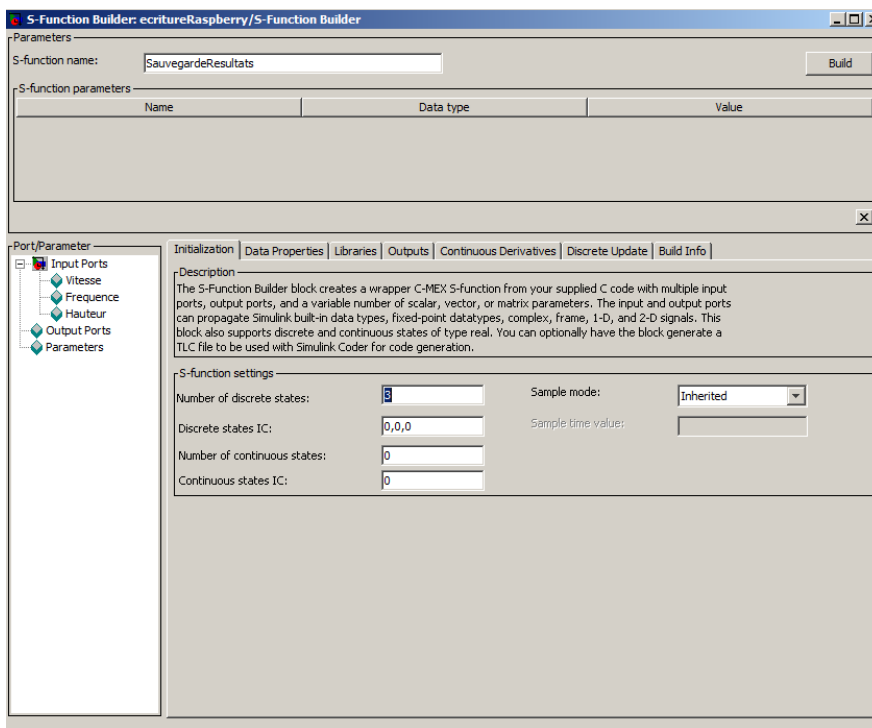 S-Function Builder: ecritureRaspberry/S-Function Builder
Parameters
S-function name: SauvegardeResultats Build
S-function parameters
Name Data type Value
Port/Parameter
Input Ports
Vitesse
Frequence
Hauteur
Output Ports
Parameters
Initialization Data Properties Libraries Outputs Continuous Derivatives Discrete Update Build Info
Description
The S-Function Builder block creates a wrapper C-MEX S-function from your supplied C code with multiple input
ports, output ports, and a variable number of scalar, vector, or matrix parameters. The input and output ports
can propagate Simulink built-in data types, fixed-point datatypes, complex, frame, 1-D, and 2-D signals. This
block also supports discrete and continuous states of type real. You can optionally have the block generate a
TLC file to be used with Simulink Coder for code generation.
S-function settings
Number of discrete states: 3 Sample mode: Inherited
Discrete states IC: 0,0,0 Sample time value:
Number of continuous states: 0
Continuous states IC: 0